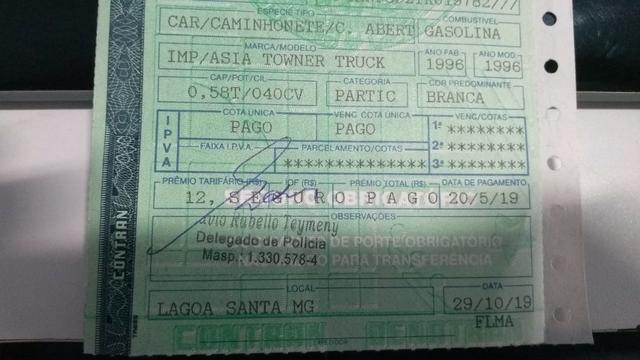 ESPÉCIE TIPO COMBUSTÍVEL
CAR/CAMINHONETE/C. ABERT GASOLINA
MARCA/MODELO ANO FAB ANO MOD
IMP/ASIA TOWNER TRUCK 1996 1996
CAP/POT/CIL CATEGORIA COR PREDOMINANTE
0,58T/040CV PARTIC BRANCA
COTA ÚNICA VENC COTA ÚNICA VENC/COTAS
IPVA PAGO PAGO 1ª ********
FAIXA I.P.V.A. PARCELAMENTO/COTAS 2ª ********
*************** 3ª ********
PRÊMIO TARIFÁRIO (R$) IOF (R$) PRÊMIO TOTAL (R$) DATA DE PAGAMENTO
12, SEGURO PAGO 20/5/19
OBSERVAÇÕES
Rabello Teymeny
Delegado de Polícia DE PORTE OBRIGATÓRIO
Masp. 1.330.578-4 PARA TRANSFERÊNCIA
LOCAL DATA
LAGOA SANTA MG 29/10/19
FLMA
CONTRAN
CONTRAN DENATRAN